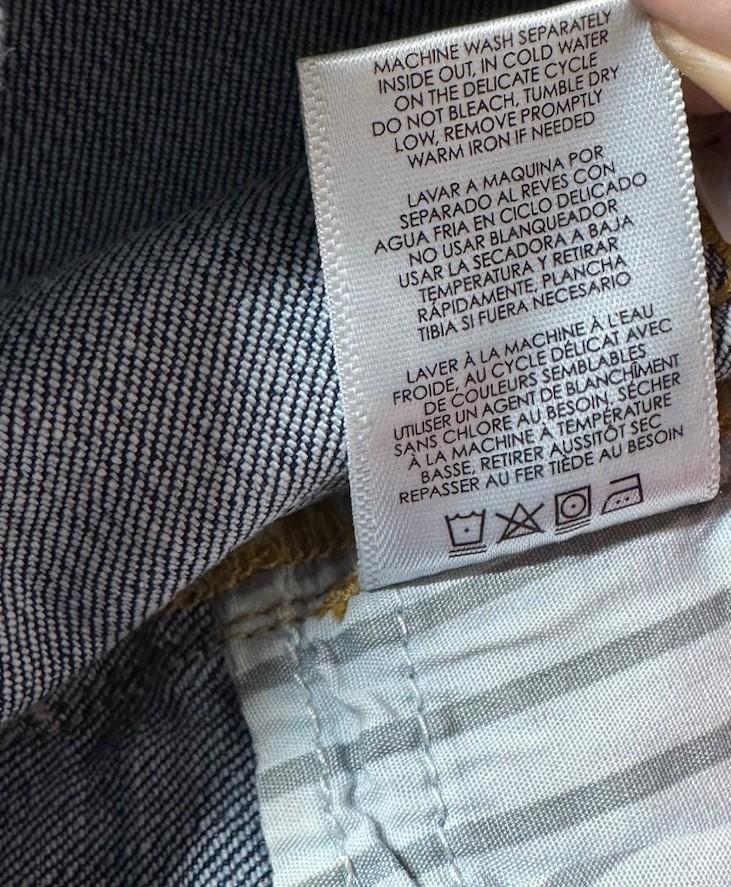 MACHINE WASH SEPARATELY
INSIDE OUT, IN COLD WATER
ON THE DELICATE CYCLE
DO NOT BLEACH, TUMBLE DRY
LOW, REMOVE PROMPTLY
WARM IRON IF NEEDED
LAVAR A MAQUINA POR
SEPARADO AL REVES CON
AGUA FRIA EN CICLO DELICADO
NO USAR BLANQUEADOR
USAR LA SECADORA A BAJA
TEMPERATURA Y RETIRAR
RÁPIDAMENTE, PLANCHA
TIBIA SI FUERA NECESARIO
LAVER À LA MACHINE À L'EAU
FROIDE, AU CYCLE DÉLICAT AVEC
DE COULEURS SEMBLABLES
UTILISER UN AGENT DE BLANCHÎMENT
SANS CHLORE AU BESOIN, SÉCHER
À LA MACHINE À TEMPÉRATURE
BASSE, RETIRER AUSSITÔT SEC
REPASSER AU FER TIÈDE AU BESOIN